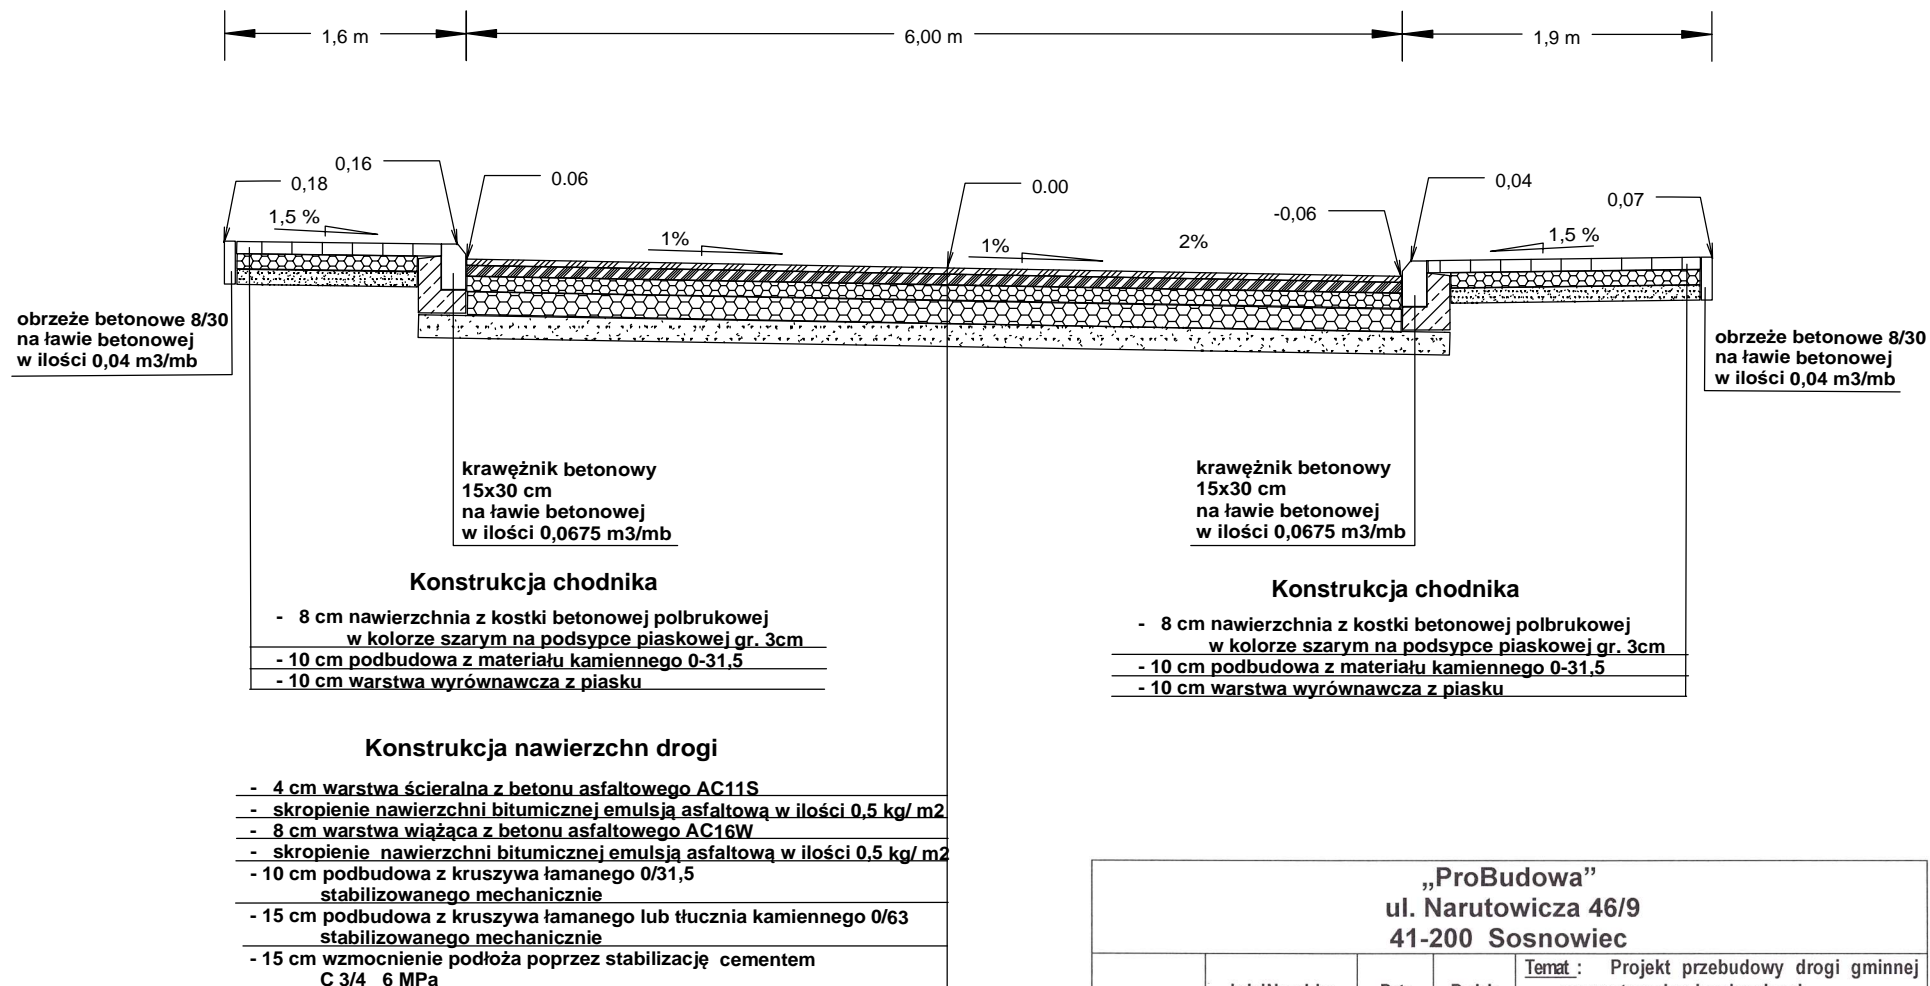 1,6 m
6,00 m
1,9 m
0,16
0,18
0.06
0.00
-0,06
0,04
0,07
1,5 %
1%
1%
2%
1,5 %
obrzeże betonowe 8/30
na ławie betonowej
w ilości 0,04 m3/mb
obrzeże betonowe 8/30
na ławie betonowej
w ilości 0,04 m3/mb
krawężnik betonowy
15x30 cm
na ławie betonowej
w ilości 0,0675 m3/mb
krawężnik betonowy
15x30 cm
na ławie betonowej
w ilości 0,0675 m3/mb
Konstrukcja chodnika
- 8 cm nawierzchnia z kostki betonowej polbrukowej
w kolorze szarym na podsypce piaskowej gr. 3cm
- 10 cm podbudowa z materiału kamiennego 0-31,5
- 10 cm warstwa wyrównawcza z piasku
Konstrukcja chodnika
- 8 cm nawierzchnia z kostki betonowej polbrukowej
w kolorze szarym na podsypce piaskowej gr. 3cm
- 10 cm podbudowa z materiału kamiennego 0-31,5
- 10 cm warstwa wyrównawcza z piasku
Konstrukcja nawierzchn drogi
- 4 cm warstwa ścieralna z betonu asfaltowego AC11S
- skropienie nawierzchni bitumicznej emulsją asfaltową w ilości 0,5 kg/ m2
- 8 cm warstwa wiążąca z betonu asfaltowego AC16W
- skropienie nawierzchni bitumicznej emulsją asfaltową w ilości 0,5 kg/ m2
- 10 cm podbudowa z kruszywa łamanego 0/31,5
stabilizowanego mechanicznie
- 15 cm podbudowa z kruszywa łamanego lub tłucznia kamiennego 0/63
stabilizowanego mechanicznie
- 15 cm wzmocnienie podłoża poprzez stabilizację cementem
C 3/4 6 MPa
„ProBudowa”
ul. Narutowicza 46/9
41-200 Sosnowiec
Temat : Projekt przebudowy drogi gminnej